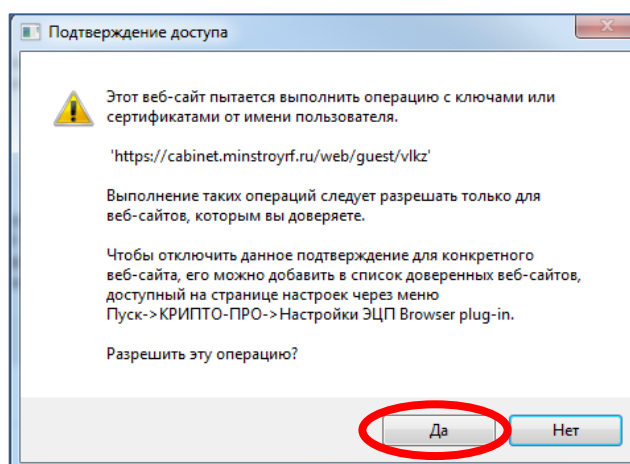 Подтверждение доступа
Этот веб-сайт пытается выполнить операцию с ключами или
сертификатами от имени пользователя.
'https://cabinet.minstroyrf.ru/web/guest/vlkz'
Выполнение таких операций следует разрешать только для
веб-сайтов, которым вы доверяете.
Чтобы отключить данное подтверждение для конкретного
веб-сайта, его можно добавить в список доверенных веб-сайтов,
доступный на странице настроек через меню
Пуск->КРИПТО-ПРО->Настройки ЭЦП Browser plug-in.
Разрешить эту операцию?
Да
Нет